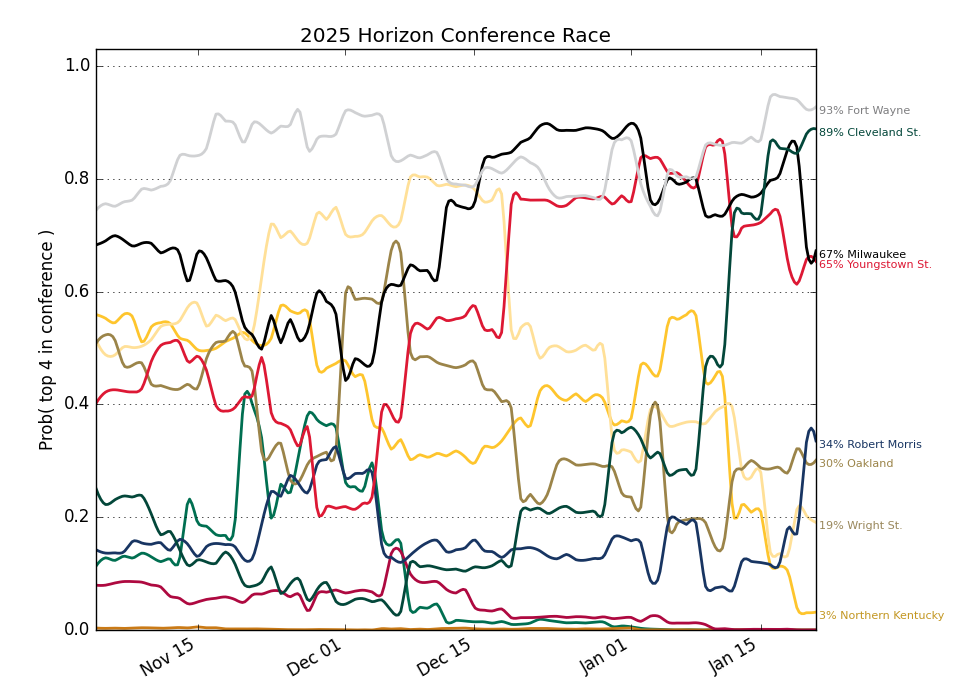 2025 Horizon Conference Race
Prob( top 4 in conference )
1.0
0.8
0.6
0.4
0.2
0.0
Nov 15
Dec 01
Dec 15
Jan 01
Jan 15
93% Fort Wayne
89% Cleveland St.
67% Milwaukee
65% Youngstown St.
34% Robert Morris
30% Oakland
19% Wright St.
3% Northern Kentucky